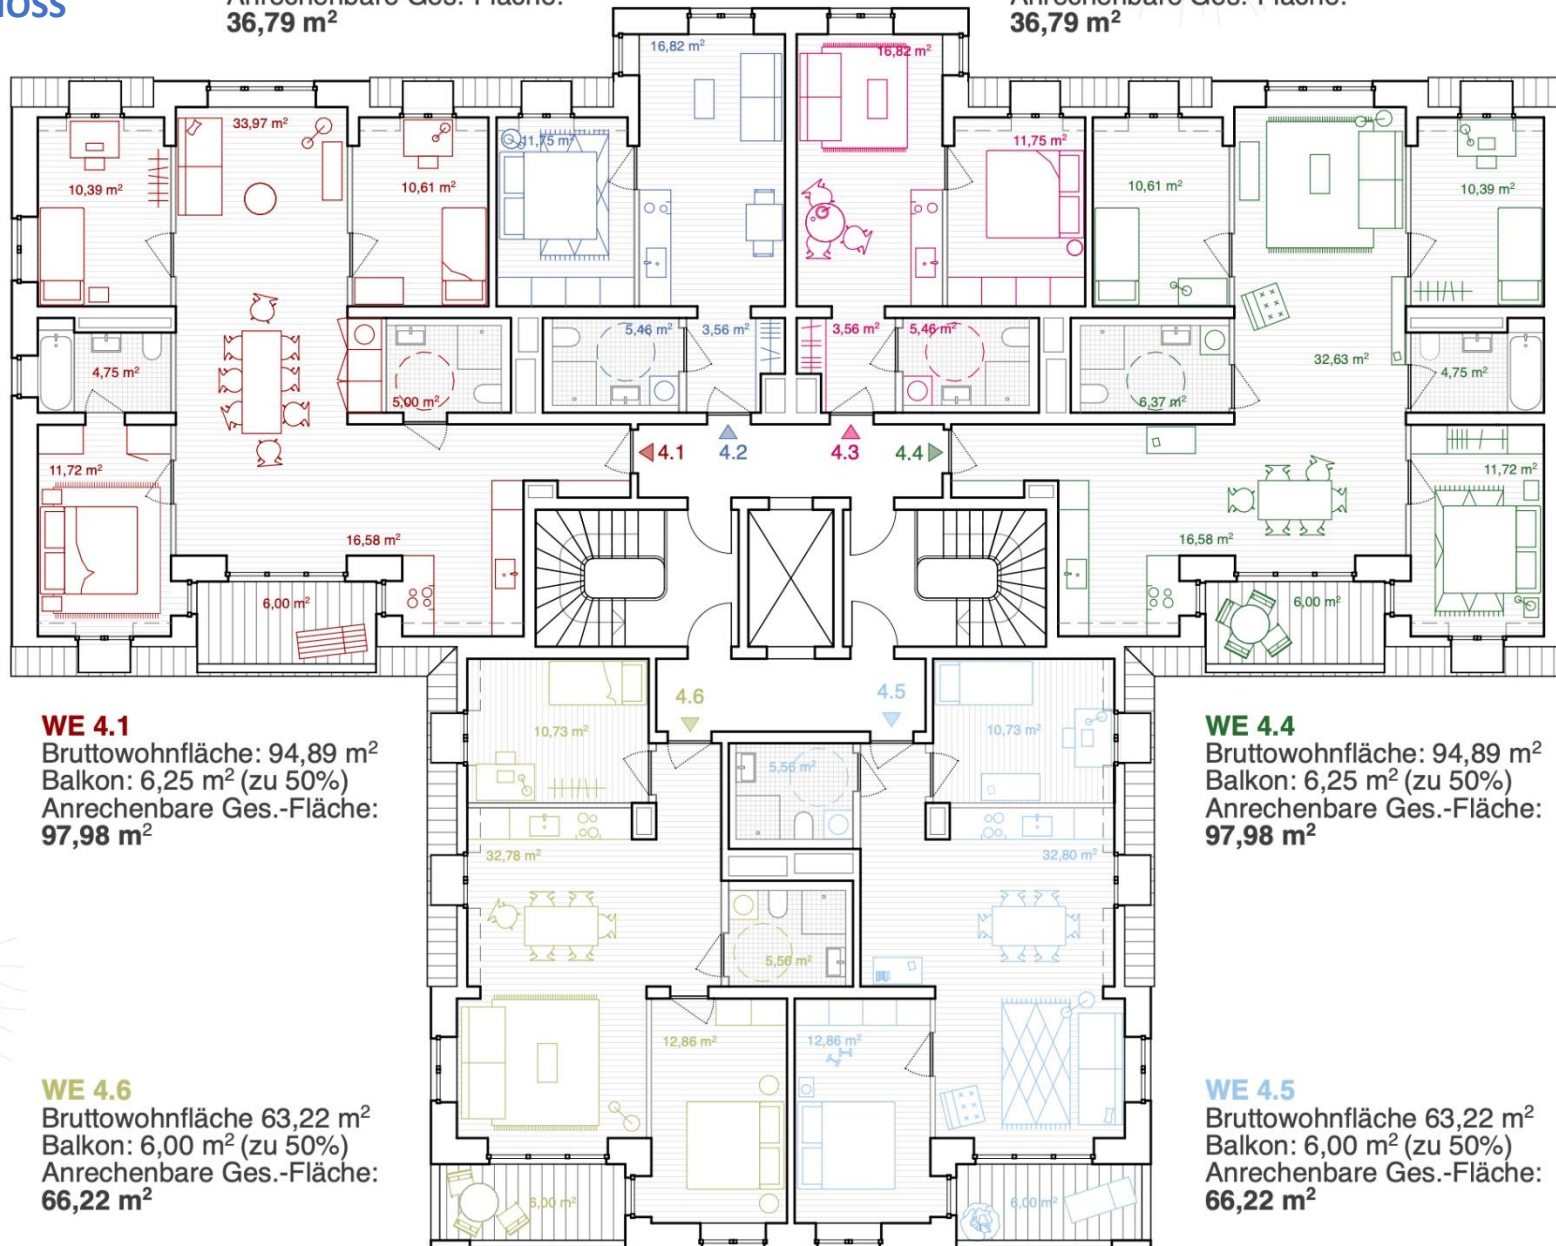 Anrechenbare Ges.-Fläche:
36,79 m²
Anrechenbare Ges.-Fläche:
36,79 m²
16,82 m²
16,82 m²
33,97 m²
10,39 m²
10,61 m²
11,75 m²
11,75 m²
10,61 m²
10,39 m²
4,75 m²
5,00 m²
5,46 m²
3,56 m²
3,56 m²
5,46 m²
6,37 m²
32,63 m²
4,75 m²
4.1
4.2
4.3
4.4
11,72 m²
16,58 m²
6,00 m²
16,58 m²
6,00 m²
11,72 m²
WE 4.1
Bruttowohnfläche: 94,89 m²
Balkon: 6,25 m² (zu 50%)
Anrechenbare Ges.-Fläche:
97,98 m²
4.6
4.5
10,73 m²
10,73 m²
5,56 m²
32,78 m²
32,80 m²
5,56 m²
12,86 m²
12,86 m²
6,00 m²
6,00 m²
WE 4.4
Bruttowohnfläche: 94,89 m²
Balkon: 6,25 m² (zu 50%)
Anrechenbare Ges.-Fläche:
97,98 m²
WE 4.6
Bruttowohnfläche 63,22 m²
Balkon: 6,00 m² (zu 50%)
Anrechenbare Ges.-Fläche:
66,22 m²
WE 4.5
Bruttowohnfläche 63,22 m²
Balkon: 6,00 m² (zu 50%)
Anrechenbare Ges.-Fläche:
66,22 m²